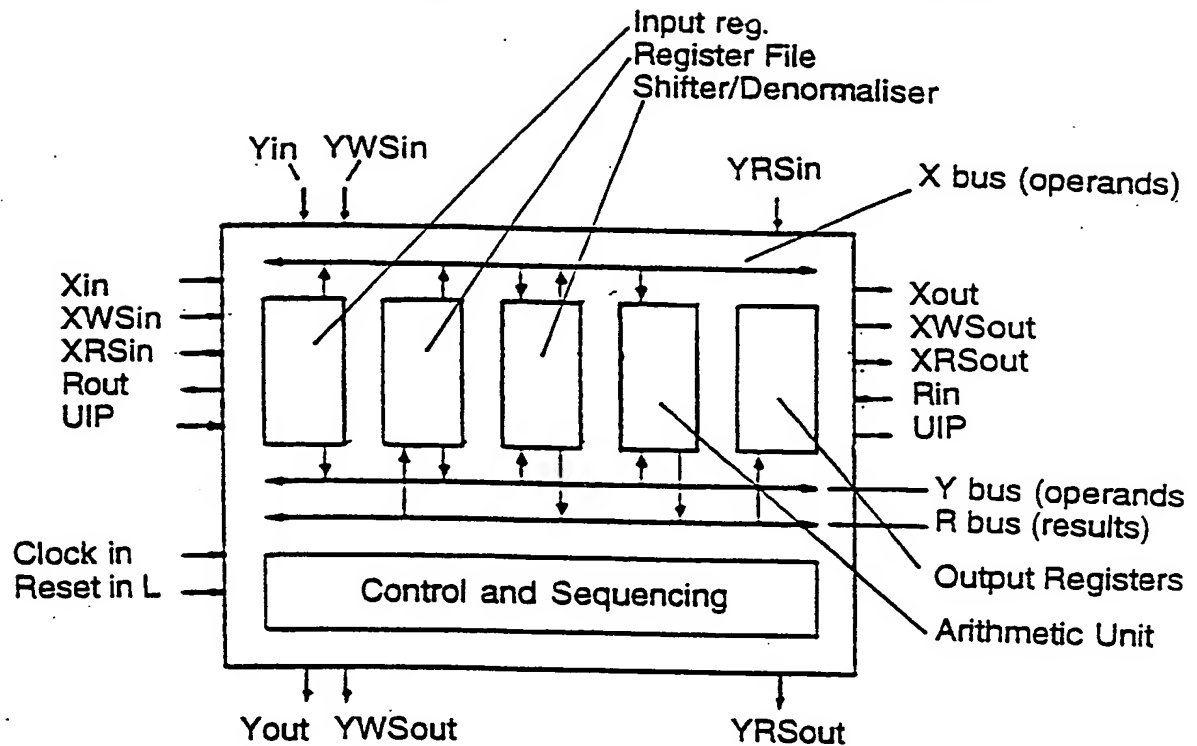 Input reg.
Register File
Shifter/Denormaliser
Yin YWSin
YRSin
X bus (operands)
Xin
XWSin
XRSin
Rout
UIP
Xout
XWSout
XRSout
Rin
UIP
Y bus (operands
R bus (results)
Clock in
Reset in L
Control and Sequencing
Output Registers
Arithmetic Unit
Yout YWSout
YRSout